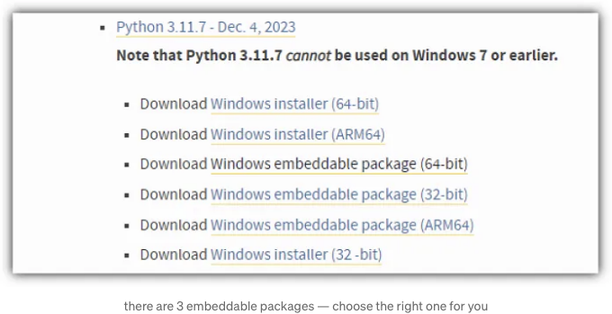 Python 3.11.7 - Dec. 4, 2023
Note that Python 3.11.7 cannot be used on Windows 7 or earlier.
Download Windows installer (64-bit)
Download Windows installer (ARM64)
Download Windows embeddable package (64-bit)
Download Windows embeddable package (32-bit)
Download Windows embeddable package (ARM64)
Download Windows installer (32 -bit)
there are 3 embeddable packages — choose the right one for you